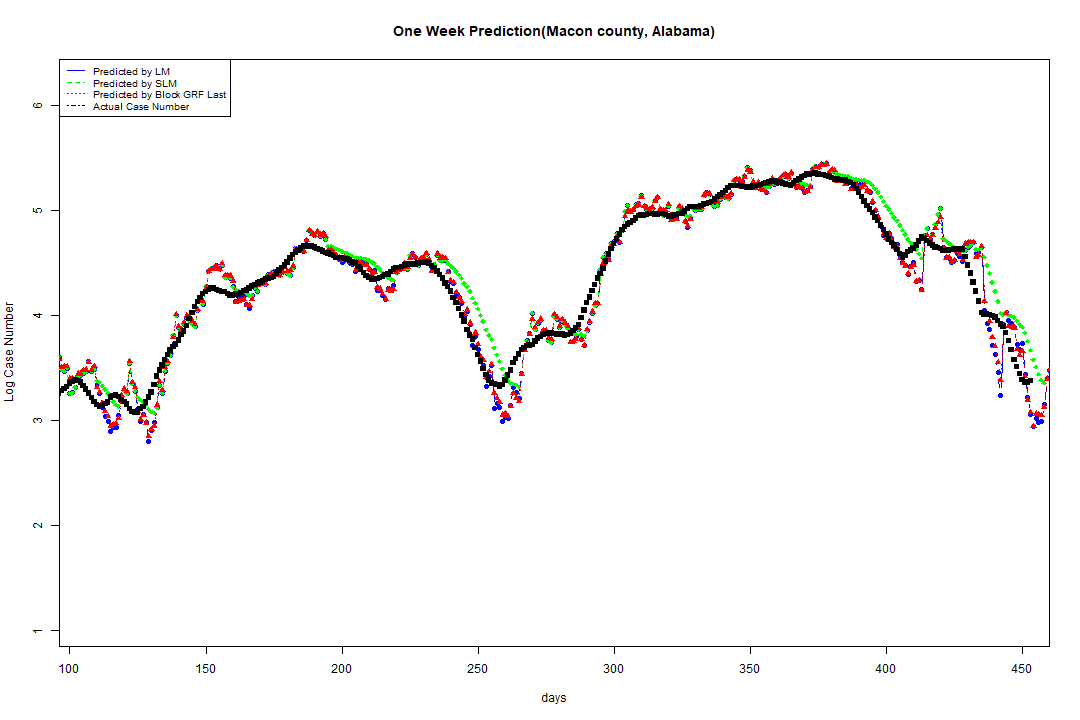 One Week Prediction(Macon county, Alabama)
Predicted by LM
Predicted by SLM
Predicted by Block GRF Last
Actual Case Number
Log Case Number
6
5
4
3
2
1
100 150 200 250 300 350 400 450
days